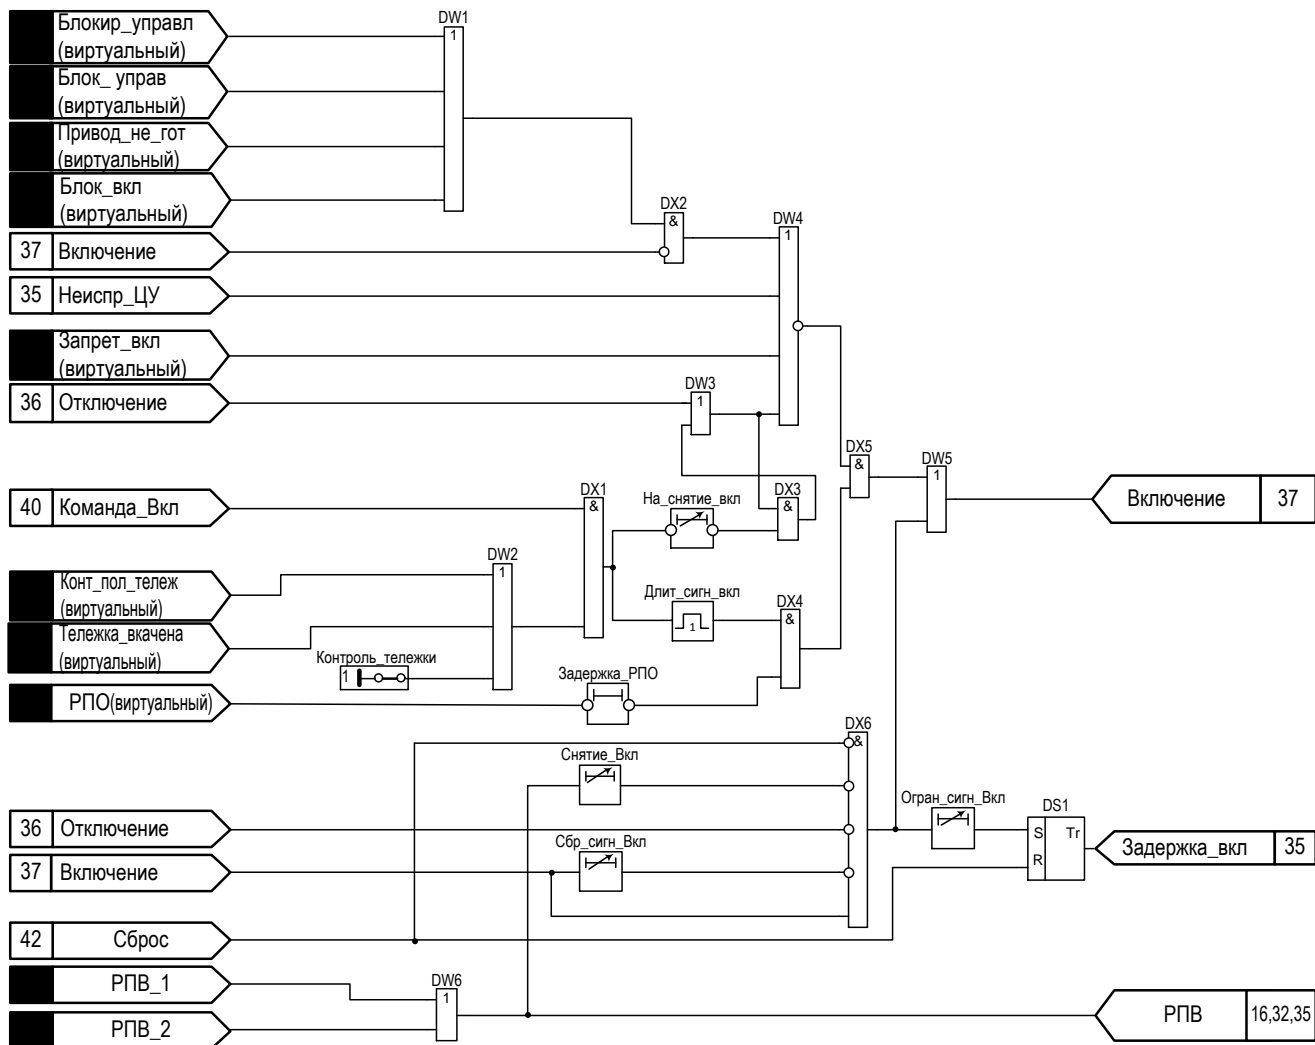 Блокир_управл
(виртуальный)
DW1
1
Блок_ управ
(виртуальный)
Привод_не_гот
(виртуальный)
Блок_вкл
(виртуальный)
DX2
&
DW4
1
37 Включение
35 Неиспр_ЦУ
Запрет_вкл
(виртуальный)
DW3
1
36 Отключение
DX5
&
DW5
1
40 Команда_Вкл
DX1
&
На_снятие_вкл
DX3
&
Включение 37
DW2
1
Конт_пол_тележ
(виртуальный)
Длит_сигн_вкл
1
DX4
&
Тележка_вкачена
(виртуальный)
Контроль_тележки
1
Задержка_РПО
РПО(виртуальный)
DX6
&
Снятие_Вкл
Огран_сигн_Вкл
DS1
S Tr
R
36 Отключение
Сбр_сигн_Вкл
Задержка_вкл 35
37 Включение
42 Сброс
РПВ_1
DW6
1
РПВ 16,32,35
РПВ_2